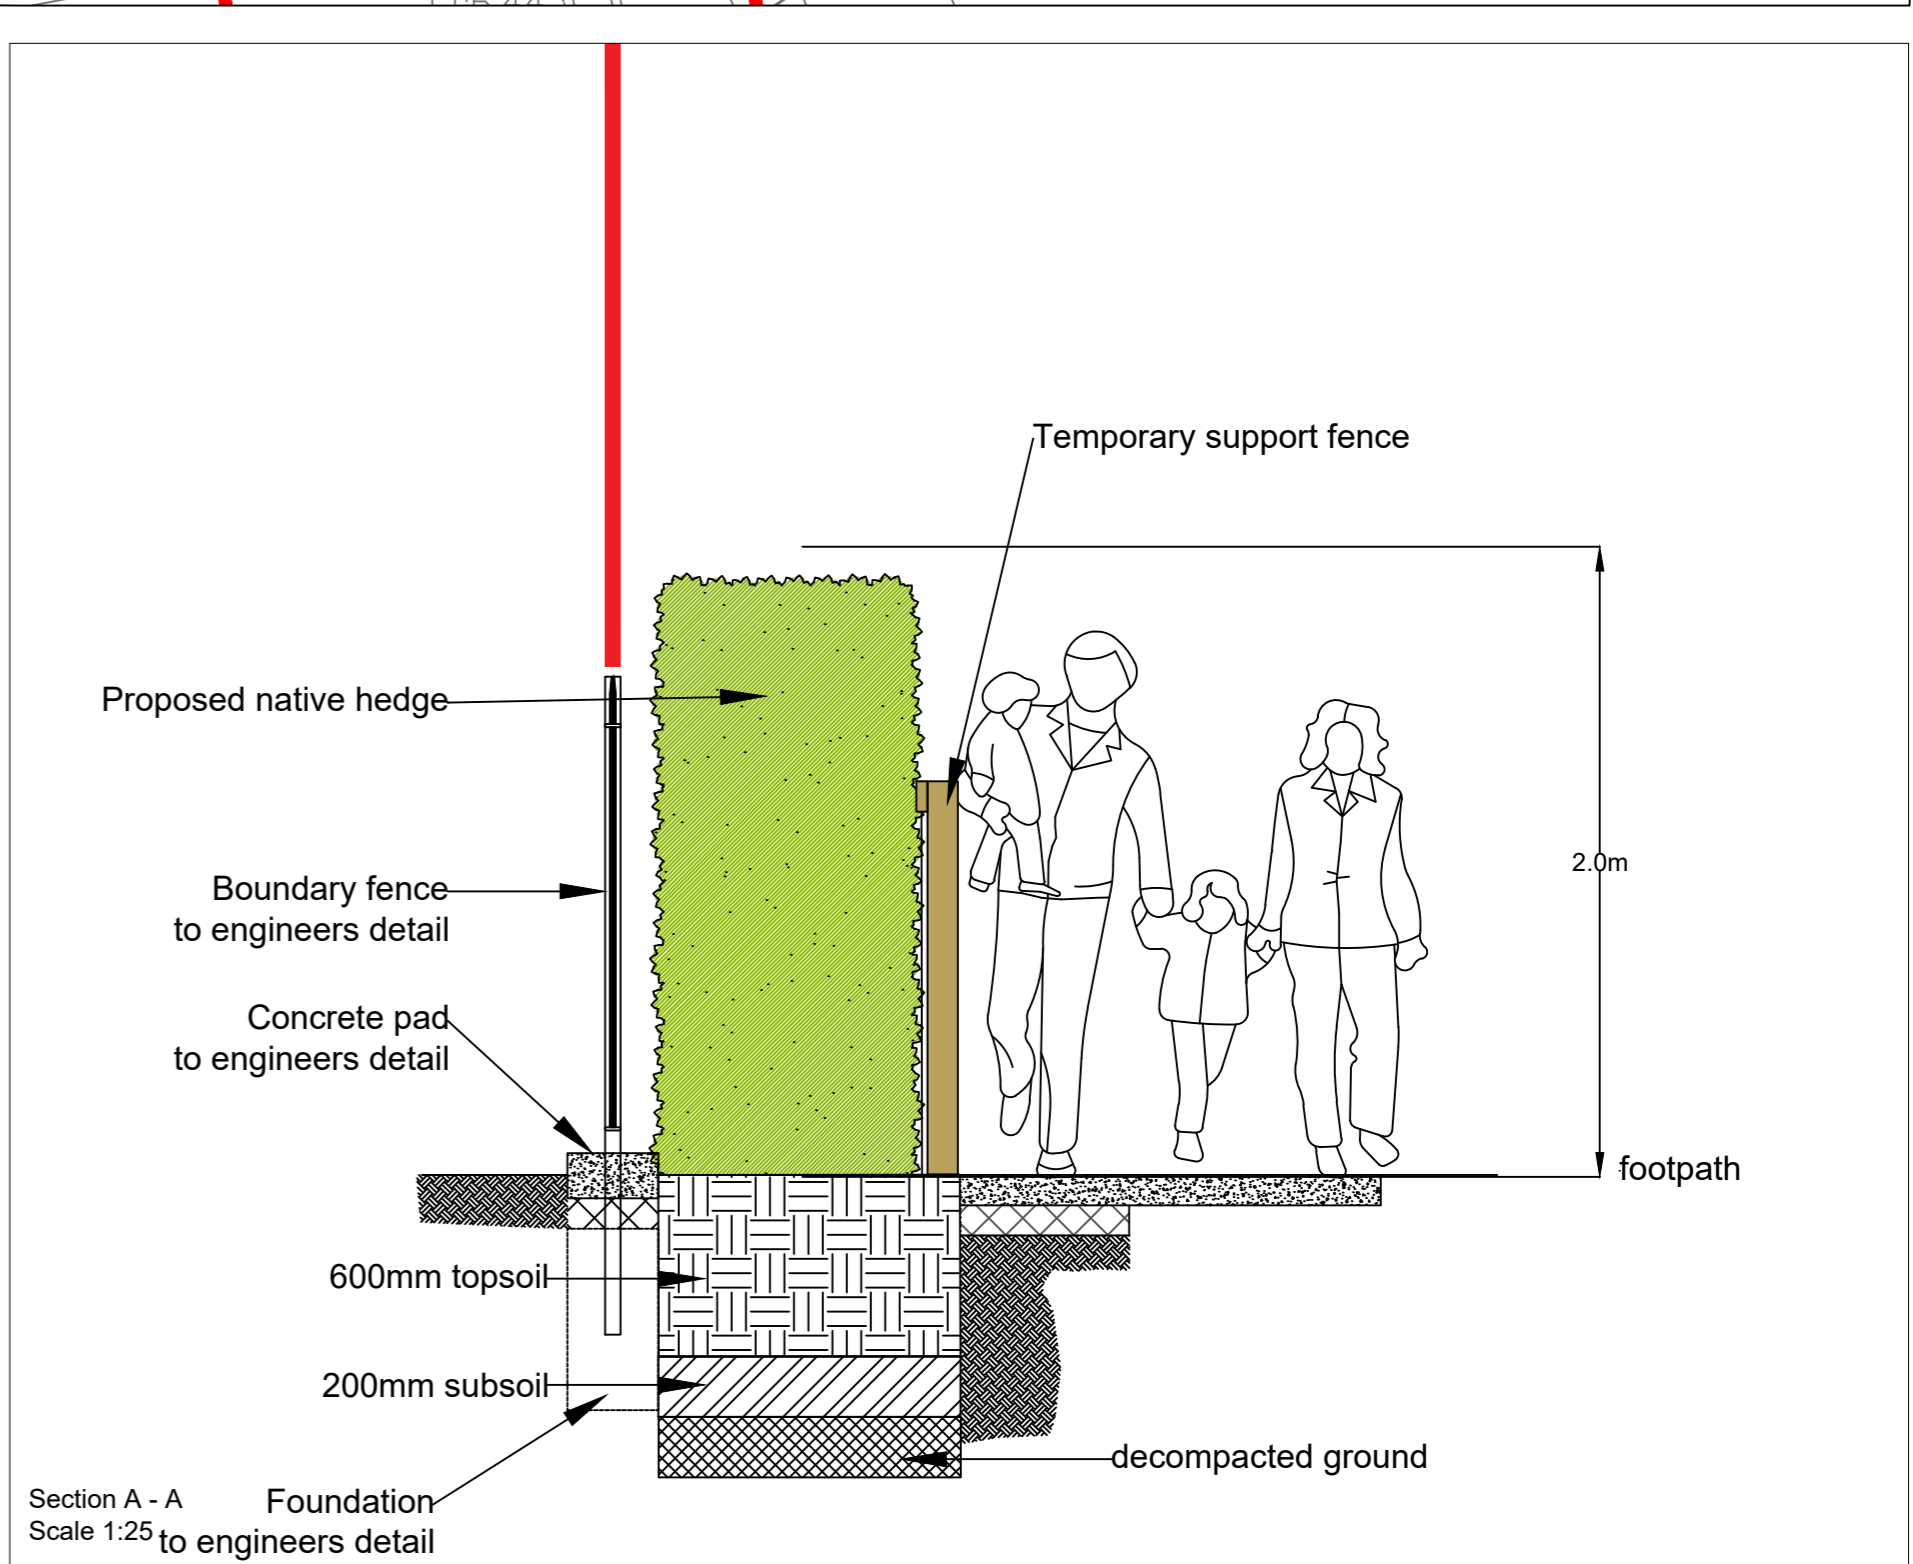 Temporary support fence
Proposed native hedge
2.0m
Boundary fence
to engineers detail
Concrete pad
to engineers detail
footpath
600mm topsoil
200mm subsoil
decompacted ground
Section A - A
Scale 1:25
Foundation
to engineers detail